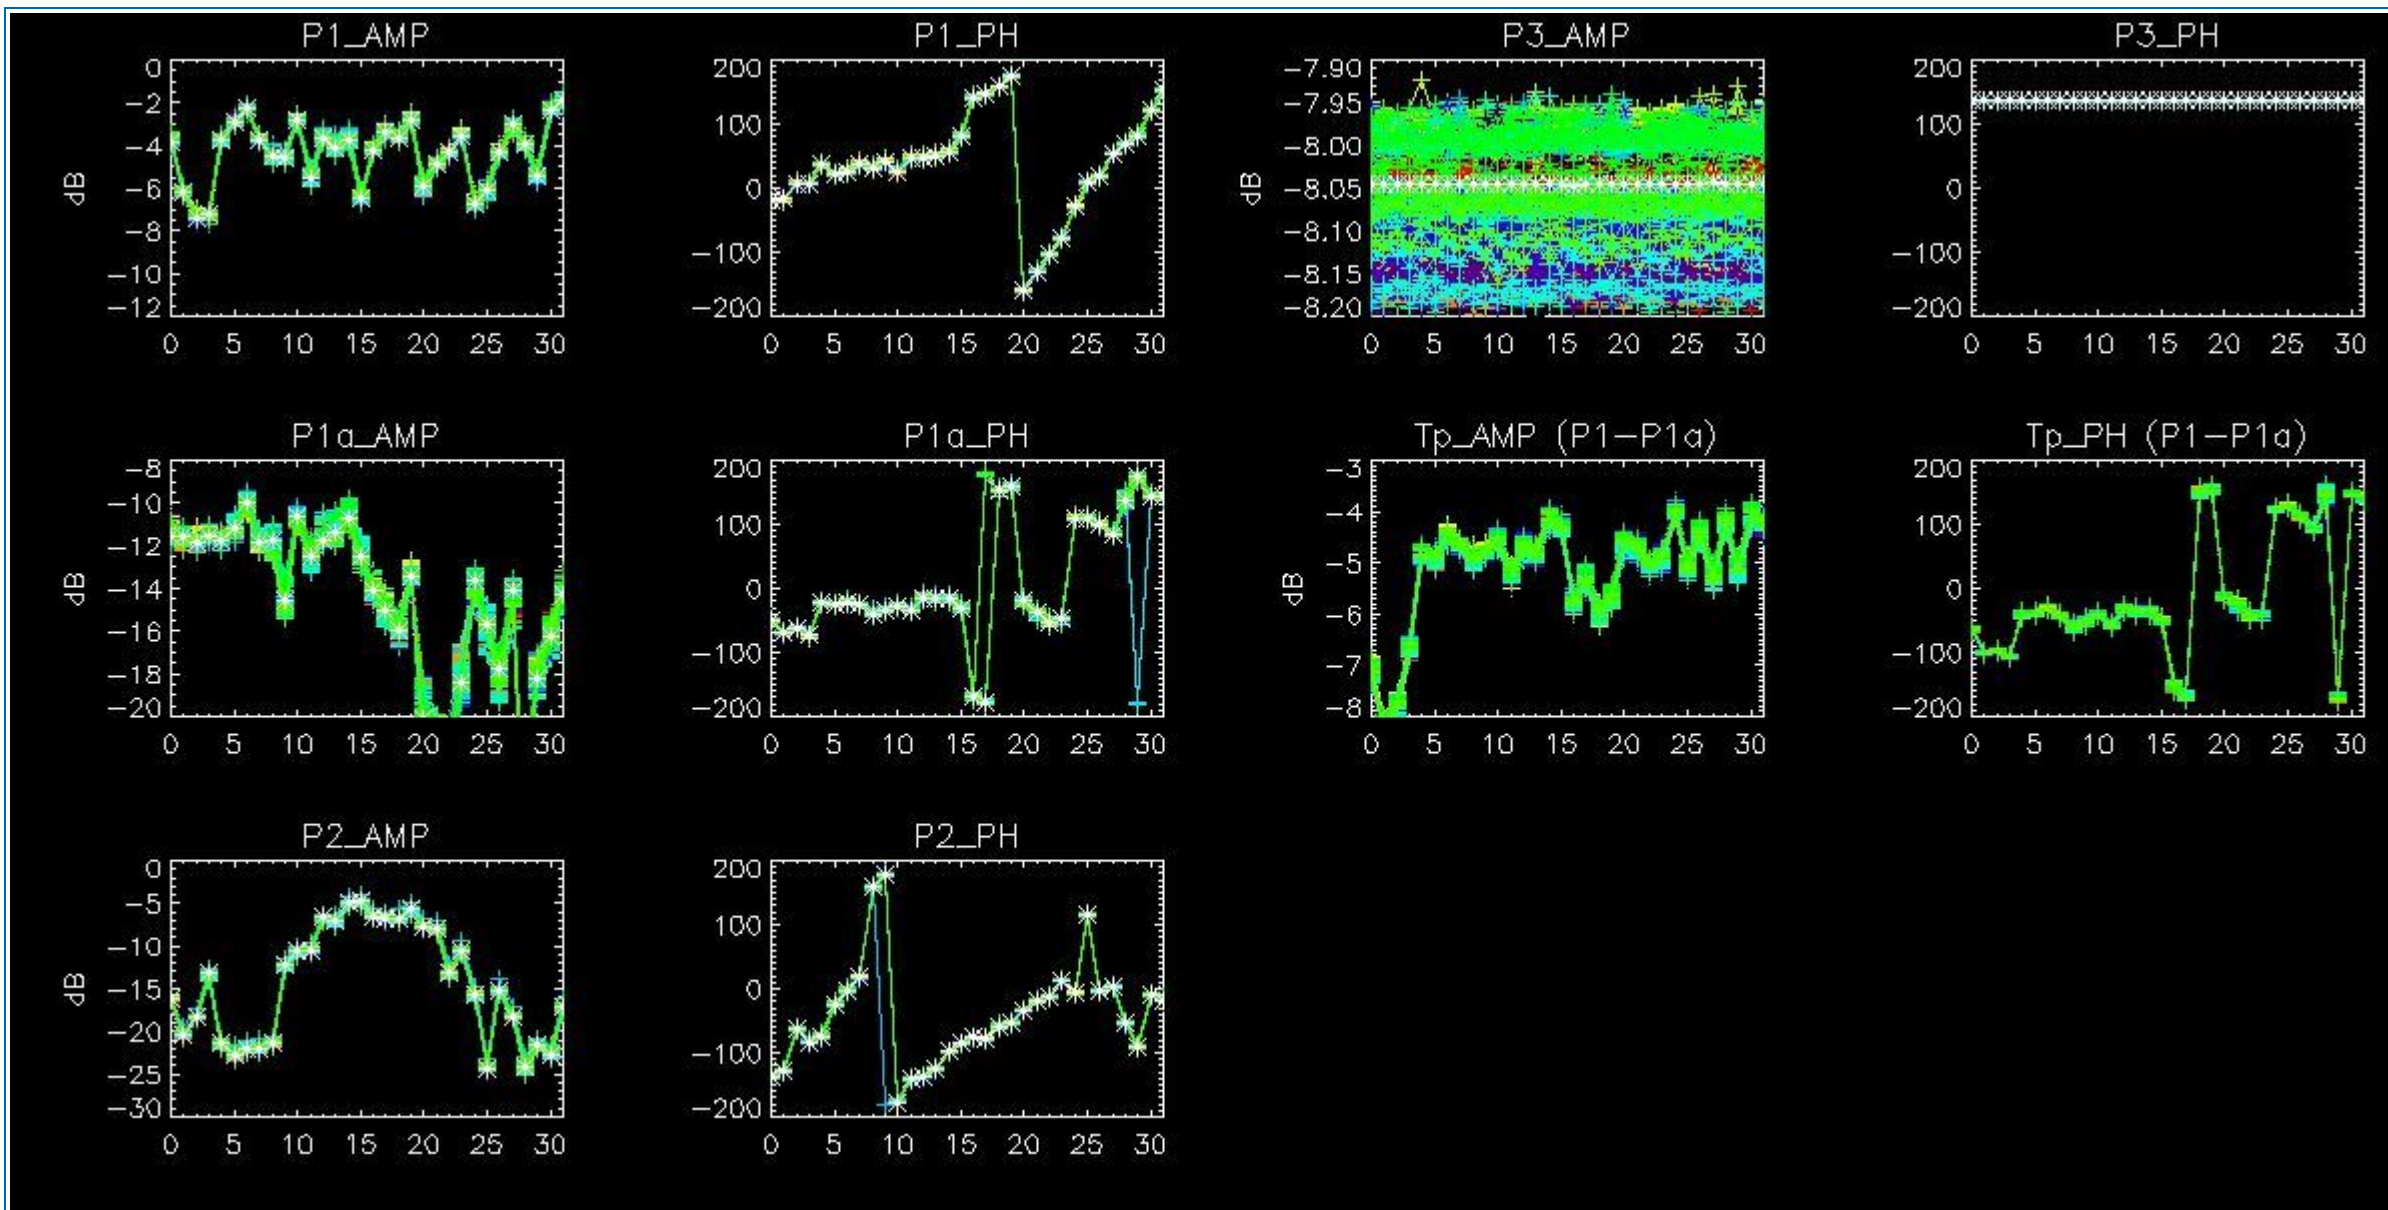 P1_AMP
0
−2
−4
−6
−8
−10
−12
dB
0 5 10 15 20 25 30
P1_PH
200
100
0
−100
−200
0 5 10 15 20 25 30
P3_AMP
−7.90
−7.95
−8.00
−8.05
−8.10
−8.15
−8.20
dB
0 5 10 15 20 25 30
P3_PH
200
100
0
−100
−200
0 5 10 15 20 25 30
P1a_AMP
−8
−10
−12
−14
−16
−18
−20
dB
0 5 10 15 20 25 30
P1a_PH
200
100
0
−100
−200
0 5 10 15 20 25 30
Tp_AMP (P1−P1a)
−3
−4
−5
−6
−7
−8
dB
0 5 10 15 20 25 30
Tp_PH (P1−P1a)
200
100
0
−100
−200
0 5 10 15 20 25 30
P2_AMP
0
−5
−10
−15
−20
−25
−30
dB
0 5 10 15 20 25 30
P2_PH
200
100
0
−100
−200
0 5 10 15 20 25 30